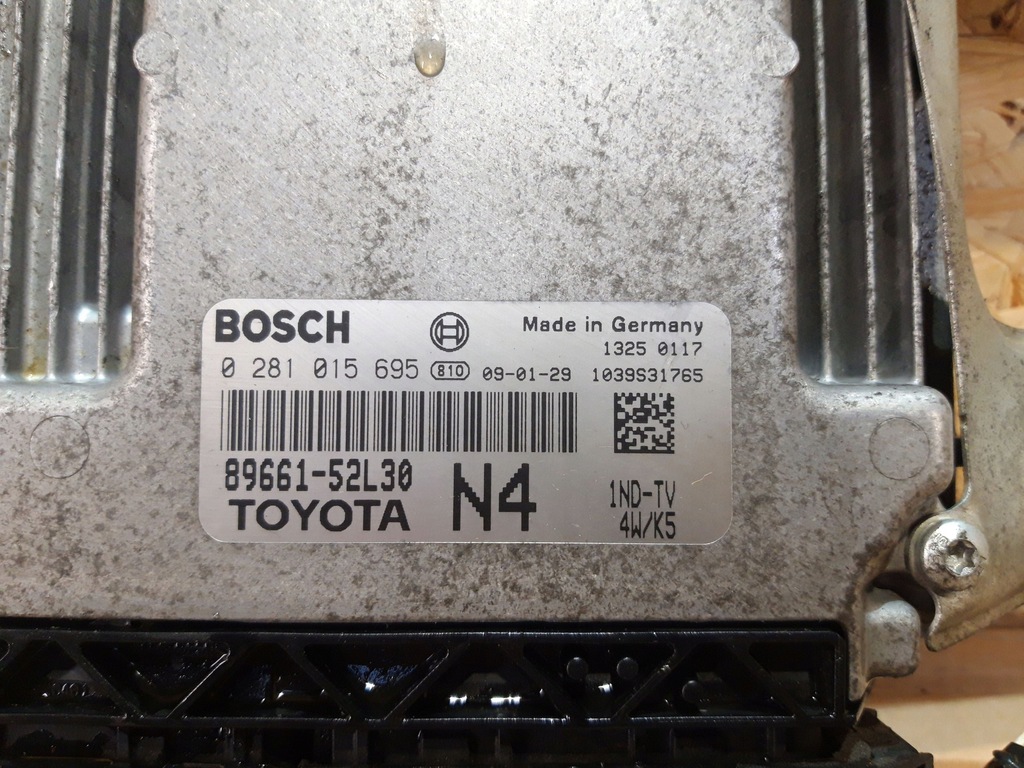 BOSCH Made in Germany
1325 0117
0 281 015 695 810 09-01-29 1039S31765
89661-52L30 N4 1ND-TV
TOYOTA 4W/K5